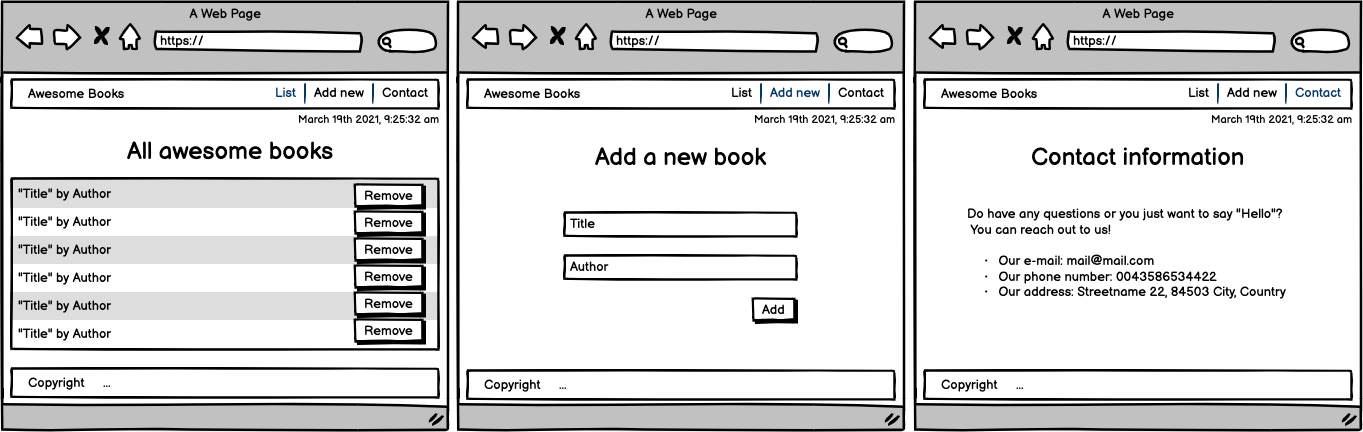 A Web Page
https://
Awesome Books List Add new Contact
March 19th 2021, 9:25:32 am
All awesome books
"Title" by Author Remove
"Title" by Author Remove
"Title" by Author Remove
"Title" by Author Remove
"Title" by Author Remove
"Title" by Author Remove
Copyright ...
A Web Page
https://
Awesome Books List Add new Contact
March 19th 2021, 9:25:32 am
Add a new book
Title
Author
Add
Copyright ...
A Web Page
https://
Awesome Books List Add new Contact
March 19th 2021, 9:25:32 am
Contact information
Do have any questions or you just want to say "Hello"?
You can reach out to us!
· Our e-mail: mail@mail.com
· Our phone number: 0043586534422
· Our address: Streetname 22, 84503 City, Country
Copyright ...